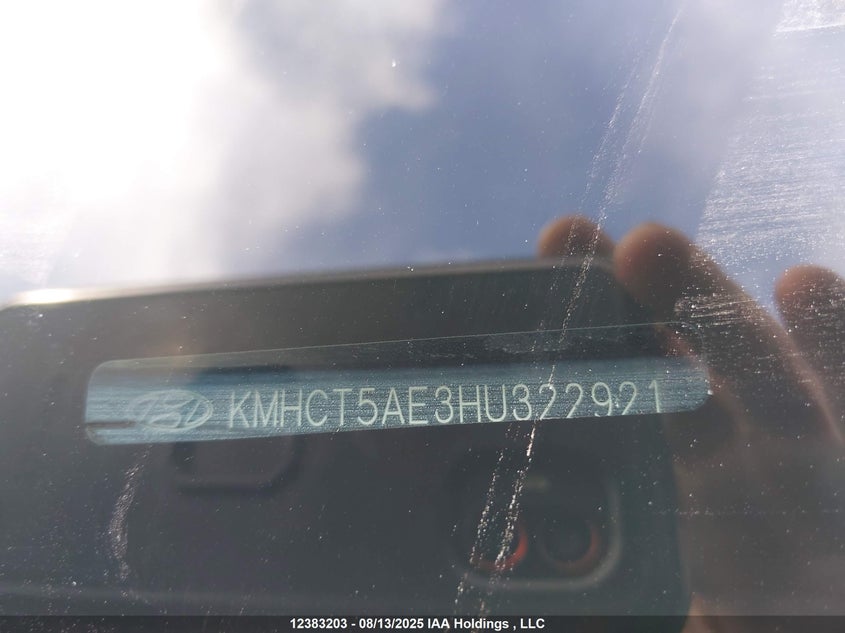 KMHCT5AE3HU322921
12383203 - 08/13/2025 IAA Holdings , LLC